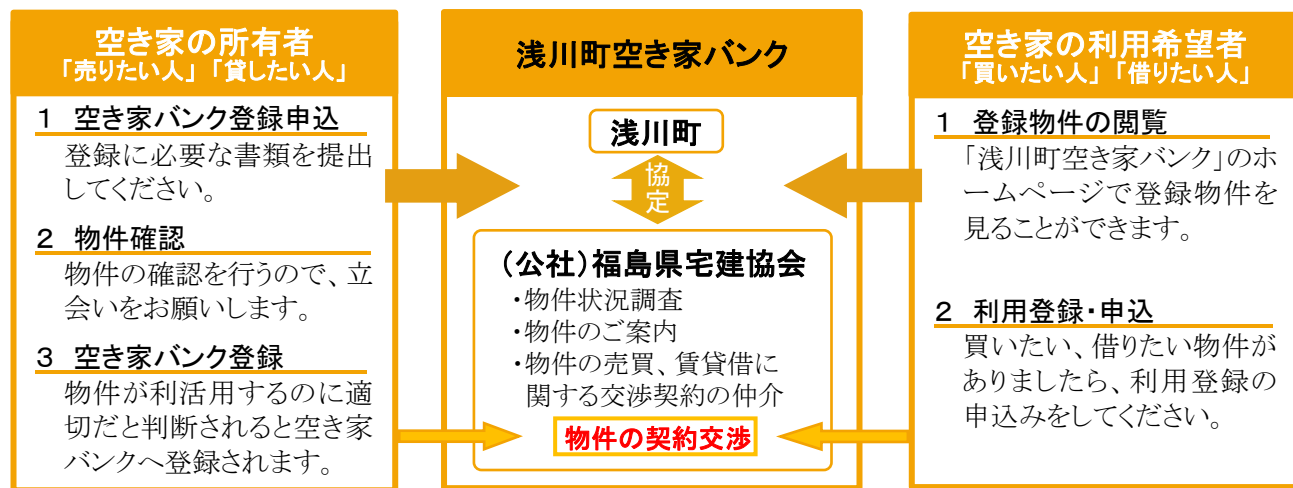 空き家の所有者
「売りたい人」「貸したい人」
1 空き家バンク登録申込
登録に必要な書類を提出
してください。
2 物件確認
物件の確認を行うので、立
会いをお願いします。
3 空き家バンク登録
物件が利活用するのに適
切だと判断されると空き家
バンクへ登録されます。
浅川町空き家バンク
浅川町
協定
(公社)福島県宅建協会
・物件状況調査
・物件のご案内
・物件の売買、賃貸借に
関する交渉契約の仲介
物件の契約交渉
空き家の利用希望者
「買いたい人」「借りたい人」
1 登録物件の閲覧
「浅川町空き家バンク」のホ
ームページで登録物件を
見ることができます。
2 利用登録・申込
買いたい、借りたい物件が
ありましたら、利用登録の
申込みをしてください。